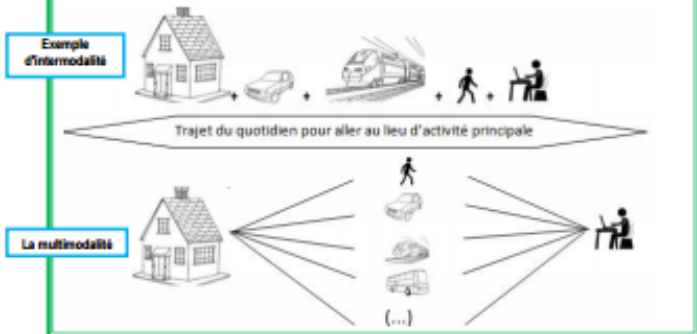 Exemple
d'intermodalité
+ + + +
Trajet du quotidien pour aller au lieu d'activité principale
La multimodalité
(...)